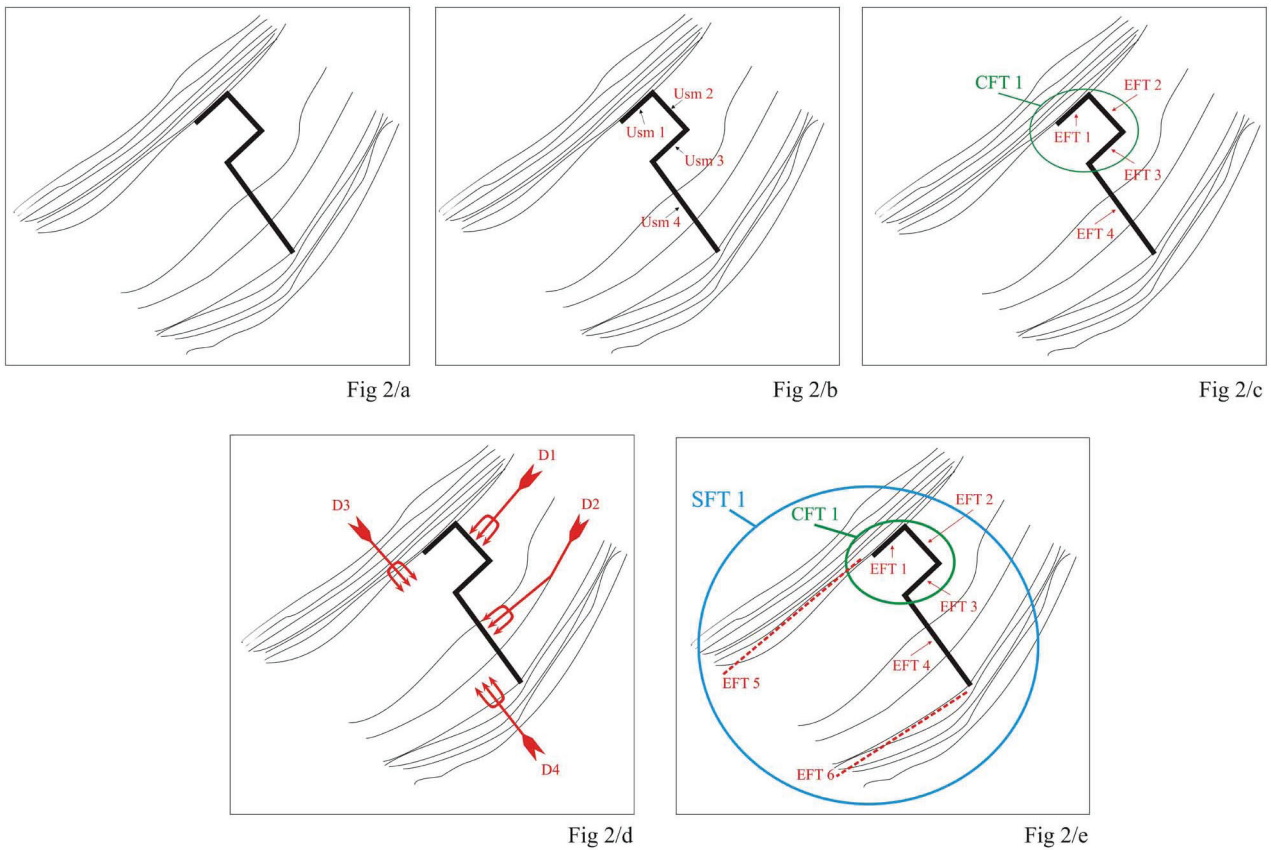 Usm 2
Usm 1
Usm 3
Usm 4
CFT 1
EFT 2
EFT 1
EFT 3
EFT 4
Fig 2/a
Fig 2/b
Fig 2/c
D1
D3
D2
D4
SFT 1
CFT 1
EFT 2
EFT 1
EFT 3
EFT 4
EFT 5
EFT 6
Fig 2/d
Fig 2/e